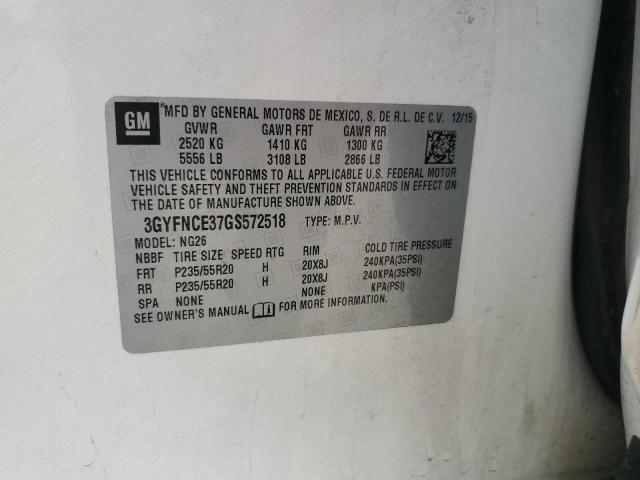 GM
*MFD BY GENERAL MOTORS DE MEXICO, S. DE R.L. DE C.V. 12/15
GVWR GAWR FRT GAWR RR
2520 KG 1410 KG 1300 KG
5556 LB 3108 LB 2866 LB
THIS VEHICLE CONFORMS TO ALL APPLICABLE U.S. FEDERAL MOTOR
VEHICLE SAFETY AND THEFT PREVENTION STANDARDS IN EFFECT ON
THE DATE OF MANUFACTURE SHOWN ABOVE.
3GYFNCE37GS572518 TYPE: M.P.V.
MODEL: NG26
NBBF TIRE SIZE SPEED RTG RIM COLD TIRE PRESSURE
FRT P235/55R20 H 20X8J 240KPA(35PSI)
RR P235/55R20 H 20X8J 240KPA(35PSI)
SPA NONE NONE KPA(PSI)
SEE OWNER'S MANUAL FOR MORE INFORMATION.